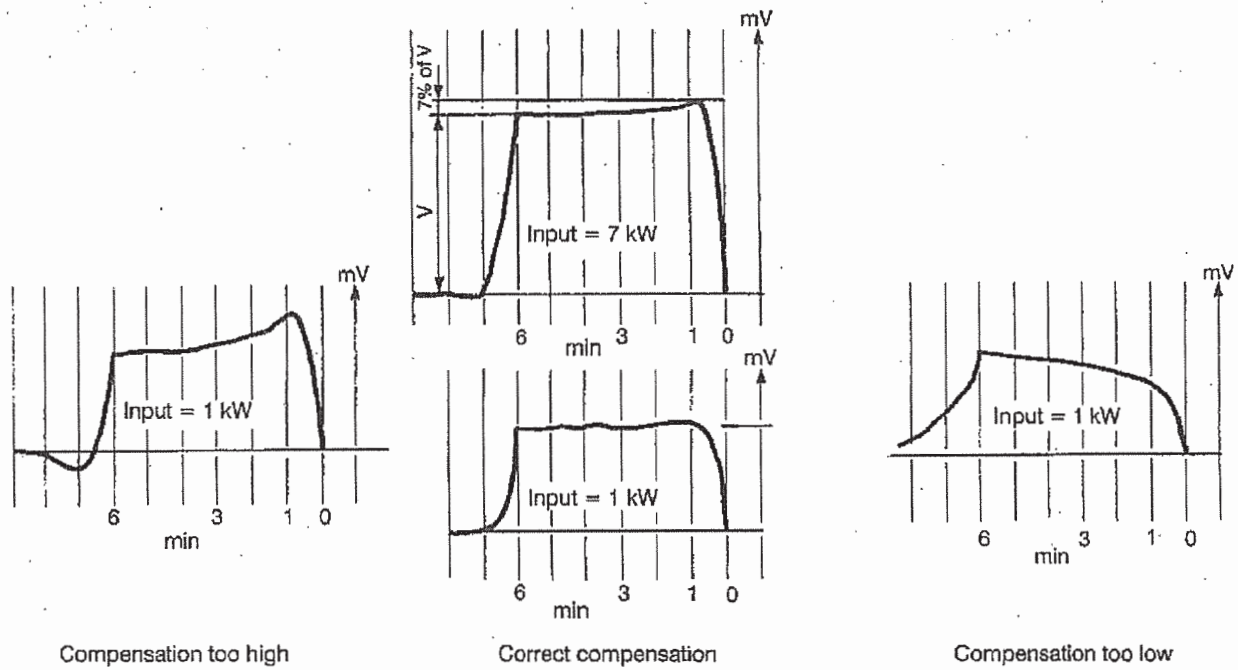 mV
7% of V
V
Input = 7 kW
6 3 1 0
min
mV
Input = 1 kW
6 3 1 0
min
mV
Input = 1 kW
6 3 1 0
min
mV
Input = 1 kW
6 3 1 0
min
Compensation too high
Correct compensation
Compensation too low